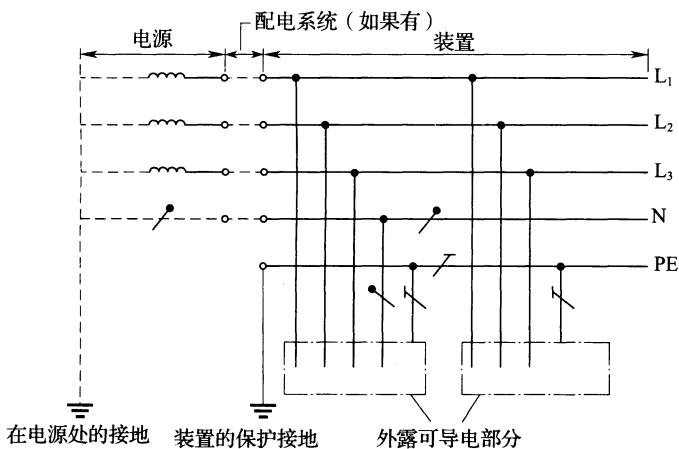 配电系统（如果有）
电源
装置
L₁
L₂
L₃
N
PE
在电源处的接地
装置的保护接地
外露可导电部分